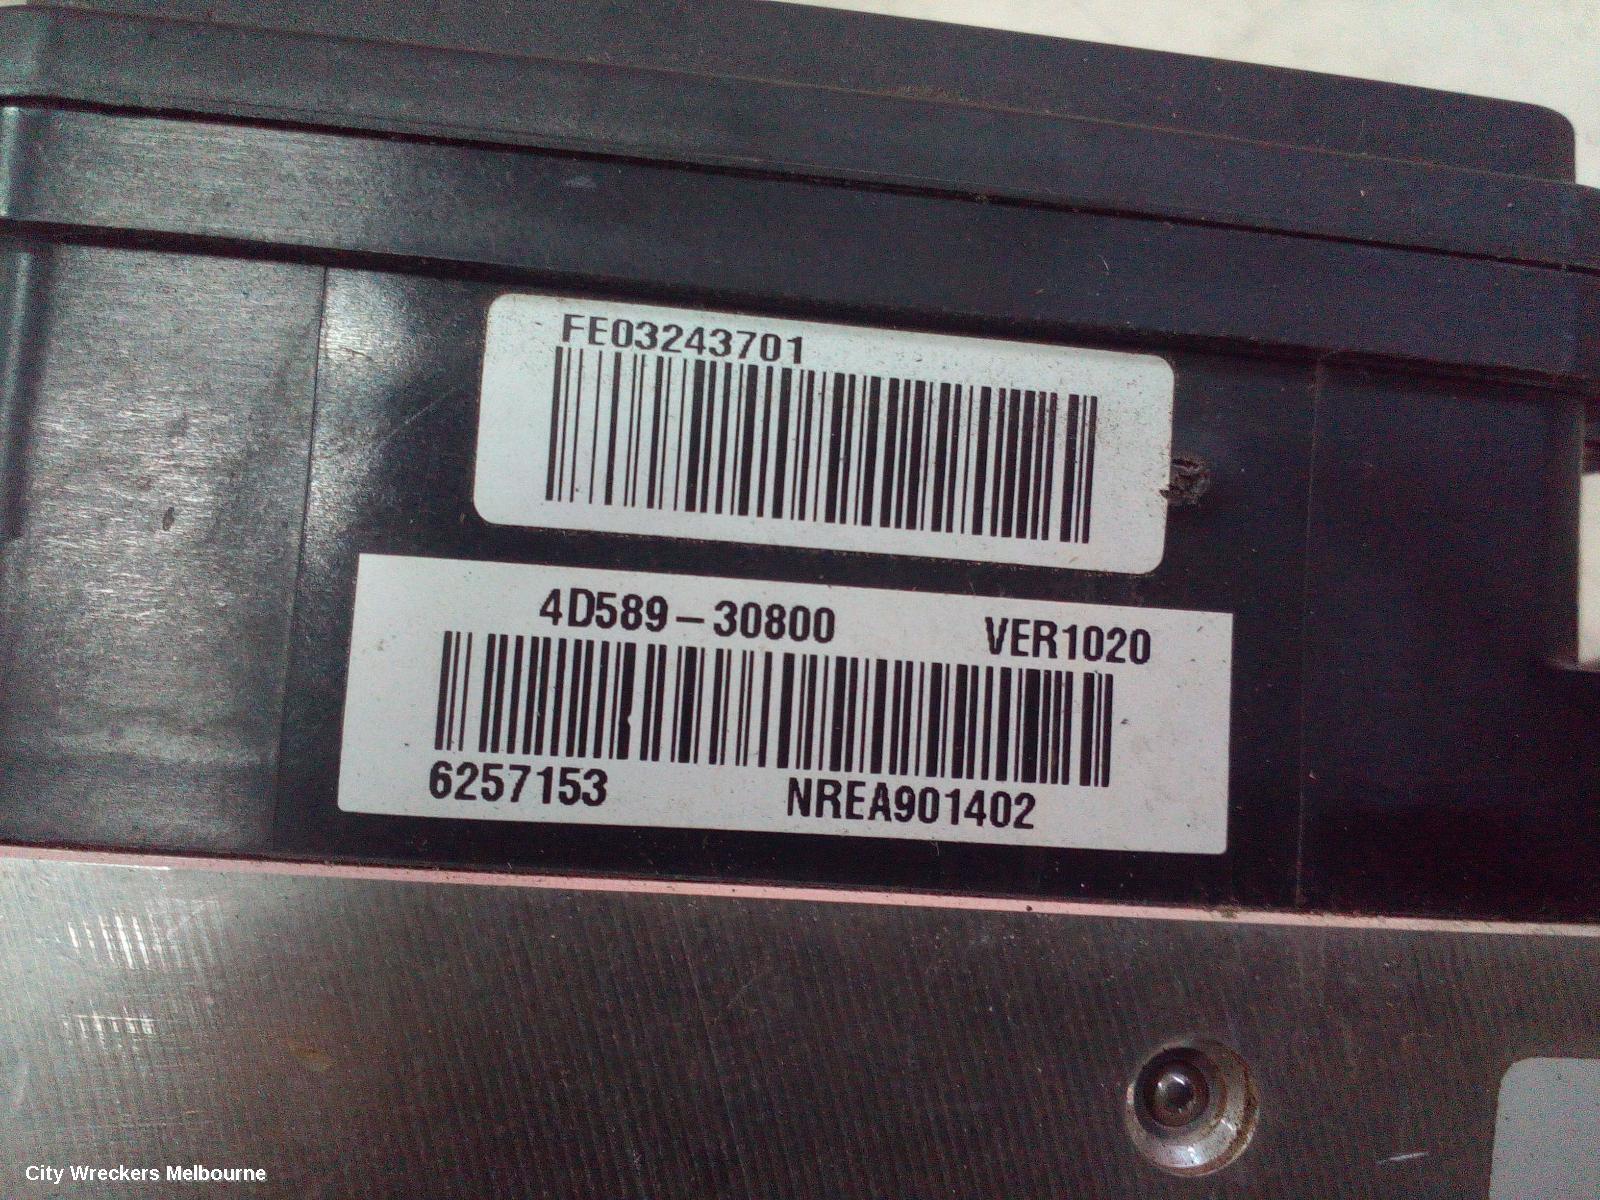 FE03243701
4D589-30800 VER1020
6257153 NREA901402
City Wreckers Melbourne